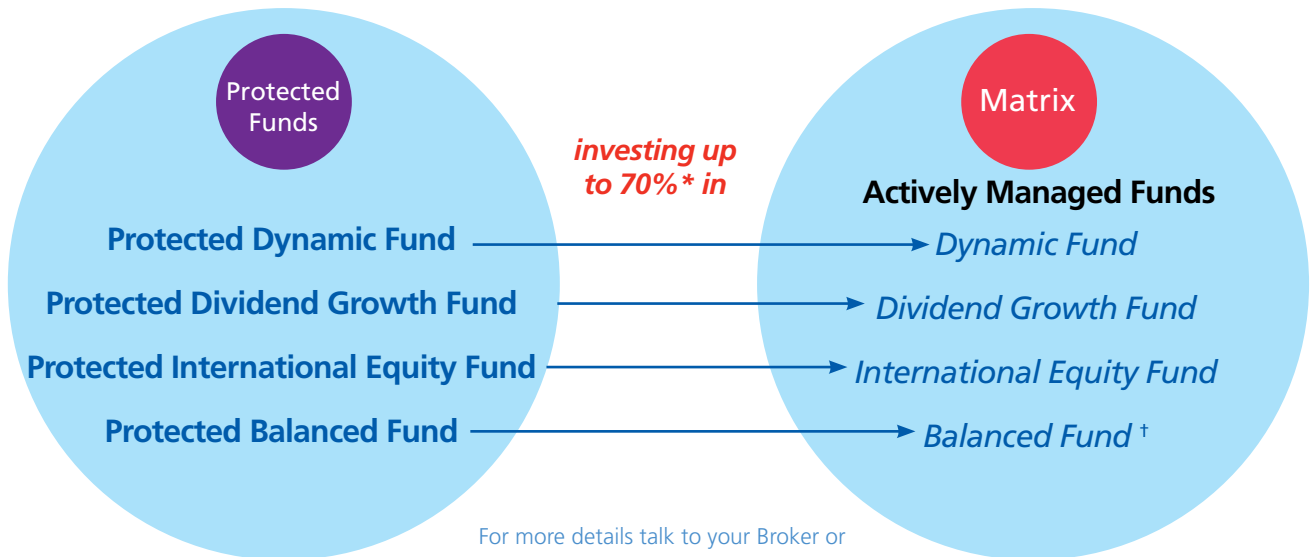 Protected
Funds
Matrix
investing up
to 70%* in
Actively Managed Funds
Protected Dynamic Fund
Dynamic Fund
Protected Dividend Growth Fund
Dividend Growth Fund
Protected International Equity Fund
International Equity Fund
Protected Balanced Fund
Balanced Fund †
For more details talk to your Broker or